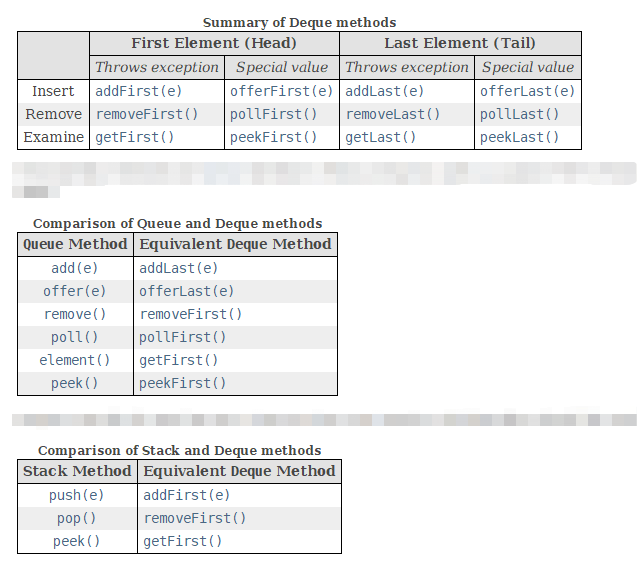 Summary of Deque methods
First Element (Head) Last Element (Tail)
Throws exception Special value Throws exception Special value
Insert addFirst(e) offerFirst(e) addLast(e) offerLast(e)
Remove removeFirst() pollFirst() removeLast() pollLast()
Examine getFirst() peekFirst() getLast() peekLast()
Comparison of Queue and Deque methods
Queue Method Equivalent Deque Method
add(e) addLast(e)
offer(e) offerLast(e)
remove() removeFirst()
poll() pollFirst()
element() getFirst()
peek() peekFirst()
Comparison of Stack and Deque methods
Stack Method Equivalent Deque Method
push(e) addFirst(e)
pop() removeFirst()
peek() getFirst()